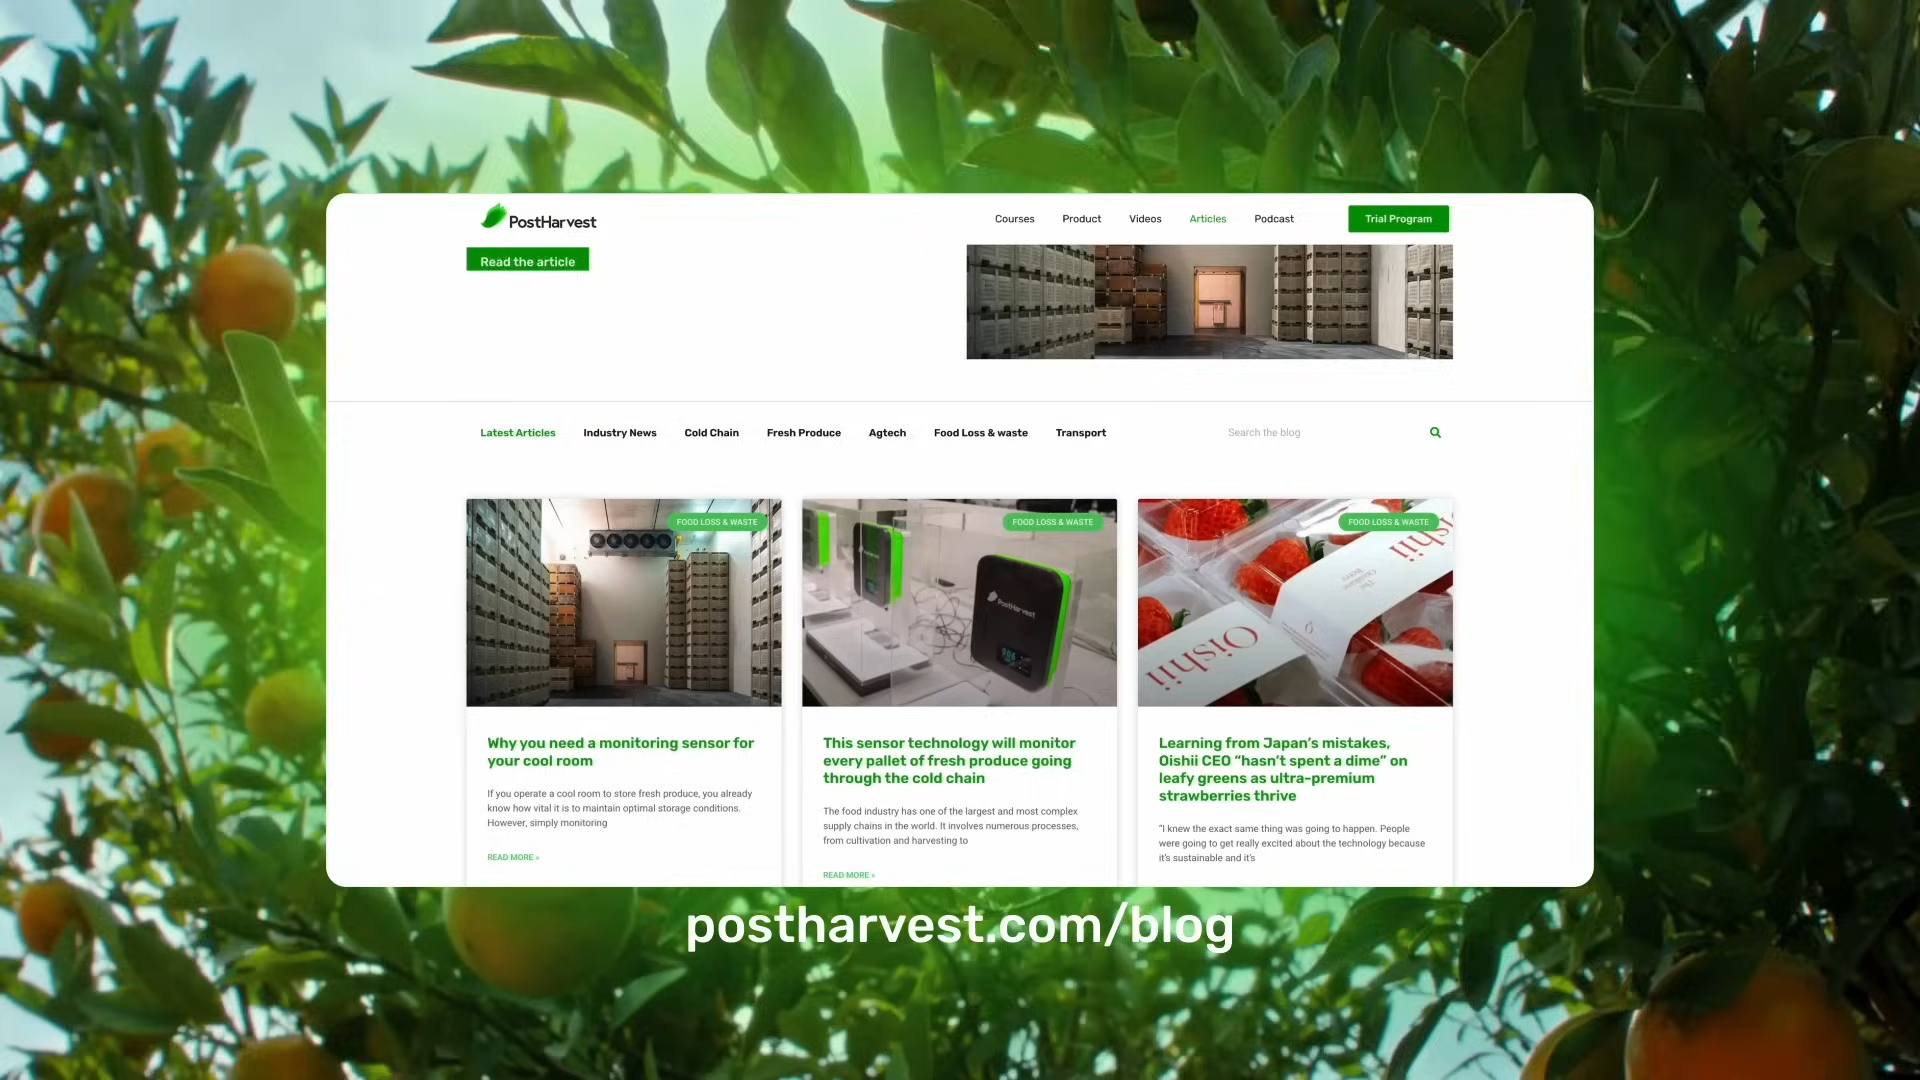 PostHarvest
Courses Product Videos Articles Podcast Trial Program
Read the article
Latest Articles Industry News Cold Chain Fresh Produce Agtech Food Loss & waste Transport Search the blog
FOOD LOSS & WASTE
FOOD LOSS & WASTE
FOOD LOSS & WASTE
PostHarvest
Oishii
Oishii
Why you need a monitoring sensor for
your cool room
If you operate a cool room to store fresh produce, you already
know how vital it is to maintain optimal storage conditions.
However, simply monitoring
READ MORE »
This sensor technology will monitor
every pallet of fresh produce going
through the cold chain
The food industry has one of the largest and most complex
supply chains in the world. It involves numerous processes,
from cultivation and harvesting to
READ MORE »
Learning from Japan’s mistakes,
Oishii CEO “hasn’t spent a dime” on
leafy greens as ultra-premium
strawberries thrive
“I knew the exact same thing was going to happen. People
were going to get really excited about the technology because
it’s sustainable and it’s
postharvest.com/blog